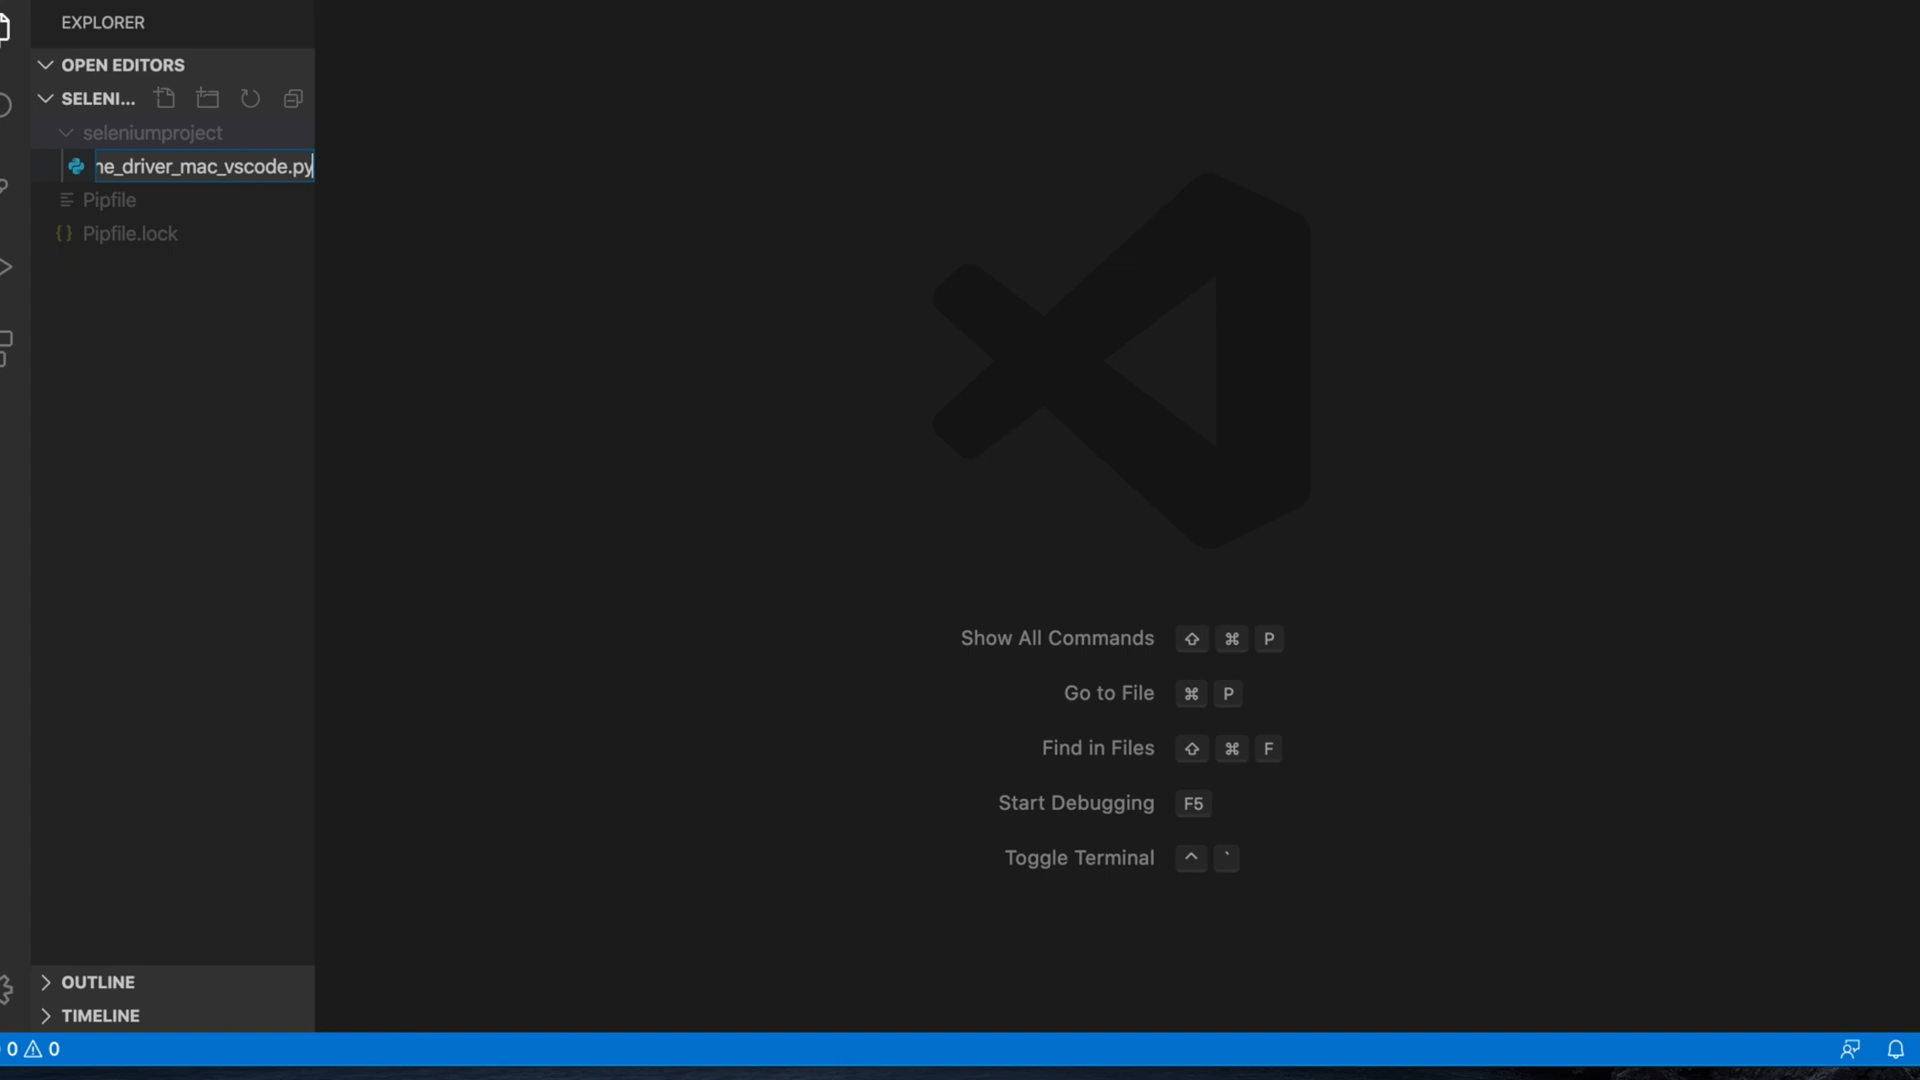 EXPLORER
OPEN EDITORS
SELENI...
seleniumproject
ne_driver_mac_vscode.py
Pipfile
{} Pipfile.lock
Show All Commands ⇧ ⌘ P
Go to File ⌘ P
Find in Files ⇧ ⌘ F
Start Debugging F5
Toggle Terminal ^ `
OUTLINE
TIMELINE
0 0